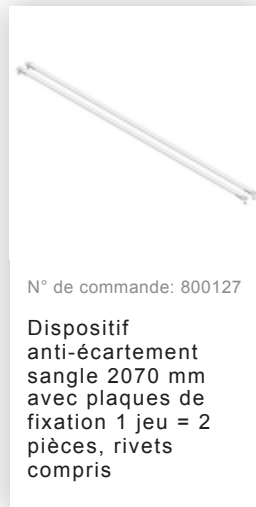 N° de commande: 800127
Dispositif
anti-écartement
sangle 2070 mm
avec plaques de
fixation 1 jeu = 2
pièces, rivets
compris